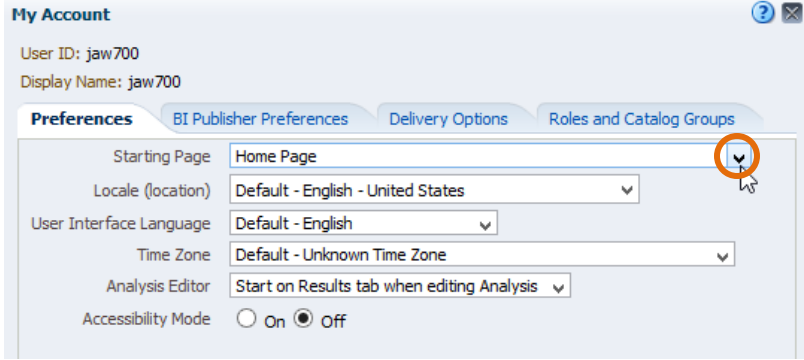 My Account
User ID: jaw700
Display Name: jaw700
Preferences BI Publisher Preferences Delivery Options Roles and Catalog Groups
Starting Page Home Page
Locale (location) Default - English - United States
User Interface Language Default - English
Time Zone Default - Unknown Time Zone
Analysis Editor Start on Results tab when editing Analysis
Accessibility Mode On Off